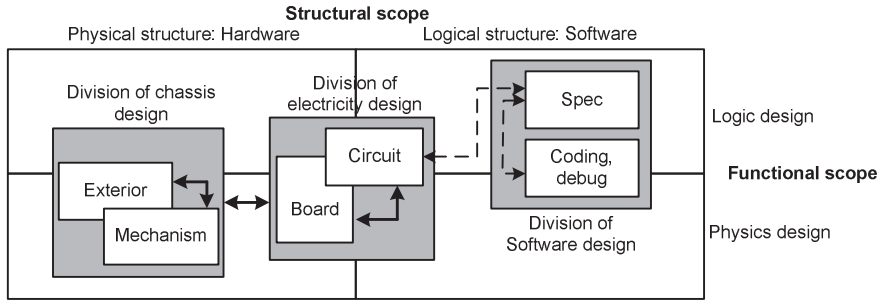 Structural scope
Physical structure: Hardware
Logical structure: Software
Division of chassis
design
Division of
electricity design
Spec
Logic design
Circuit
Coding,
debug
Functional scope
Exterior
Board
Mechanism
Division of
Software design
Physics design